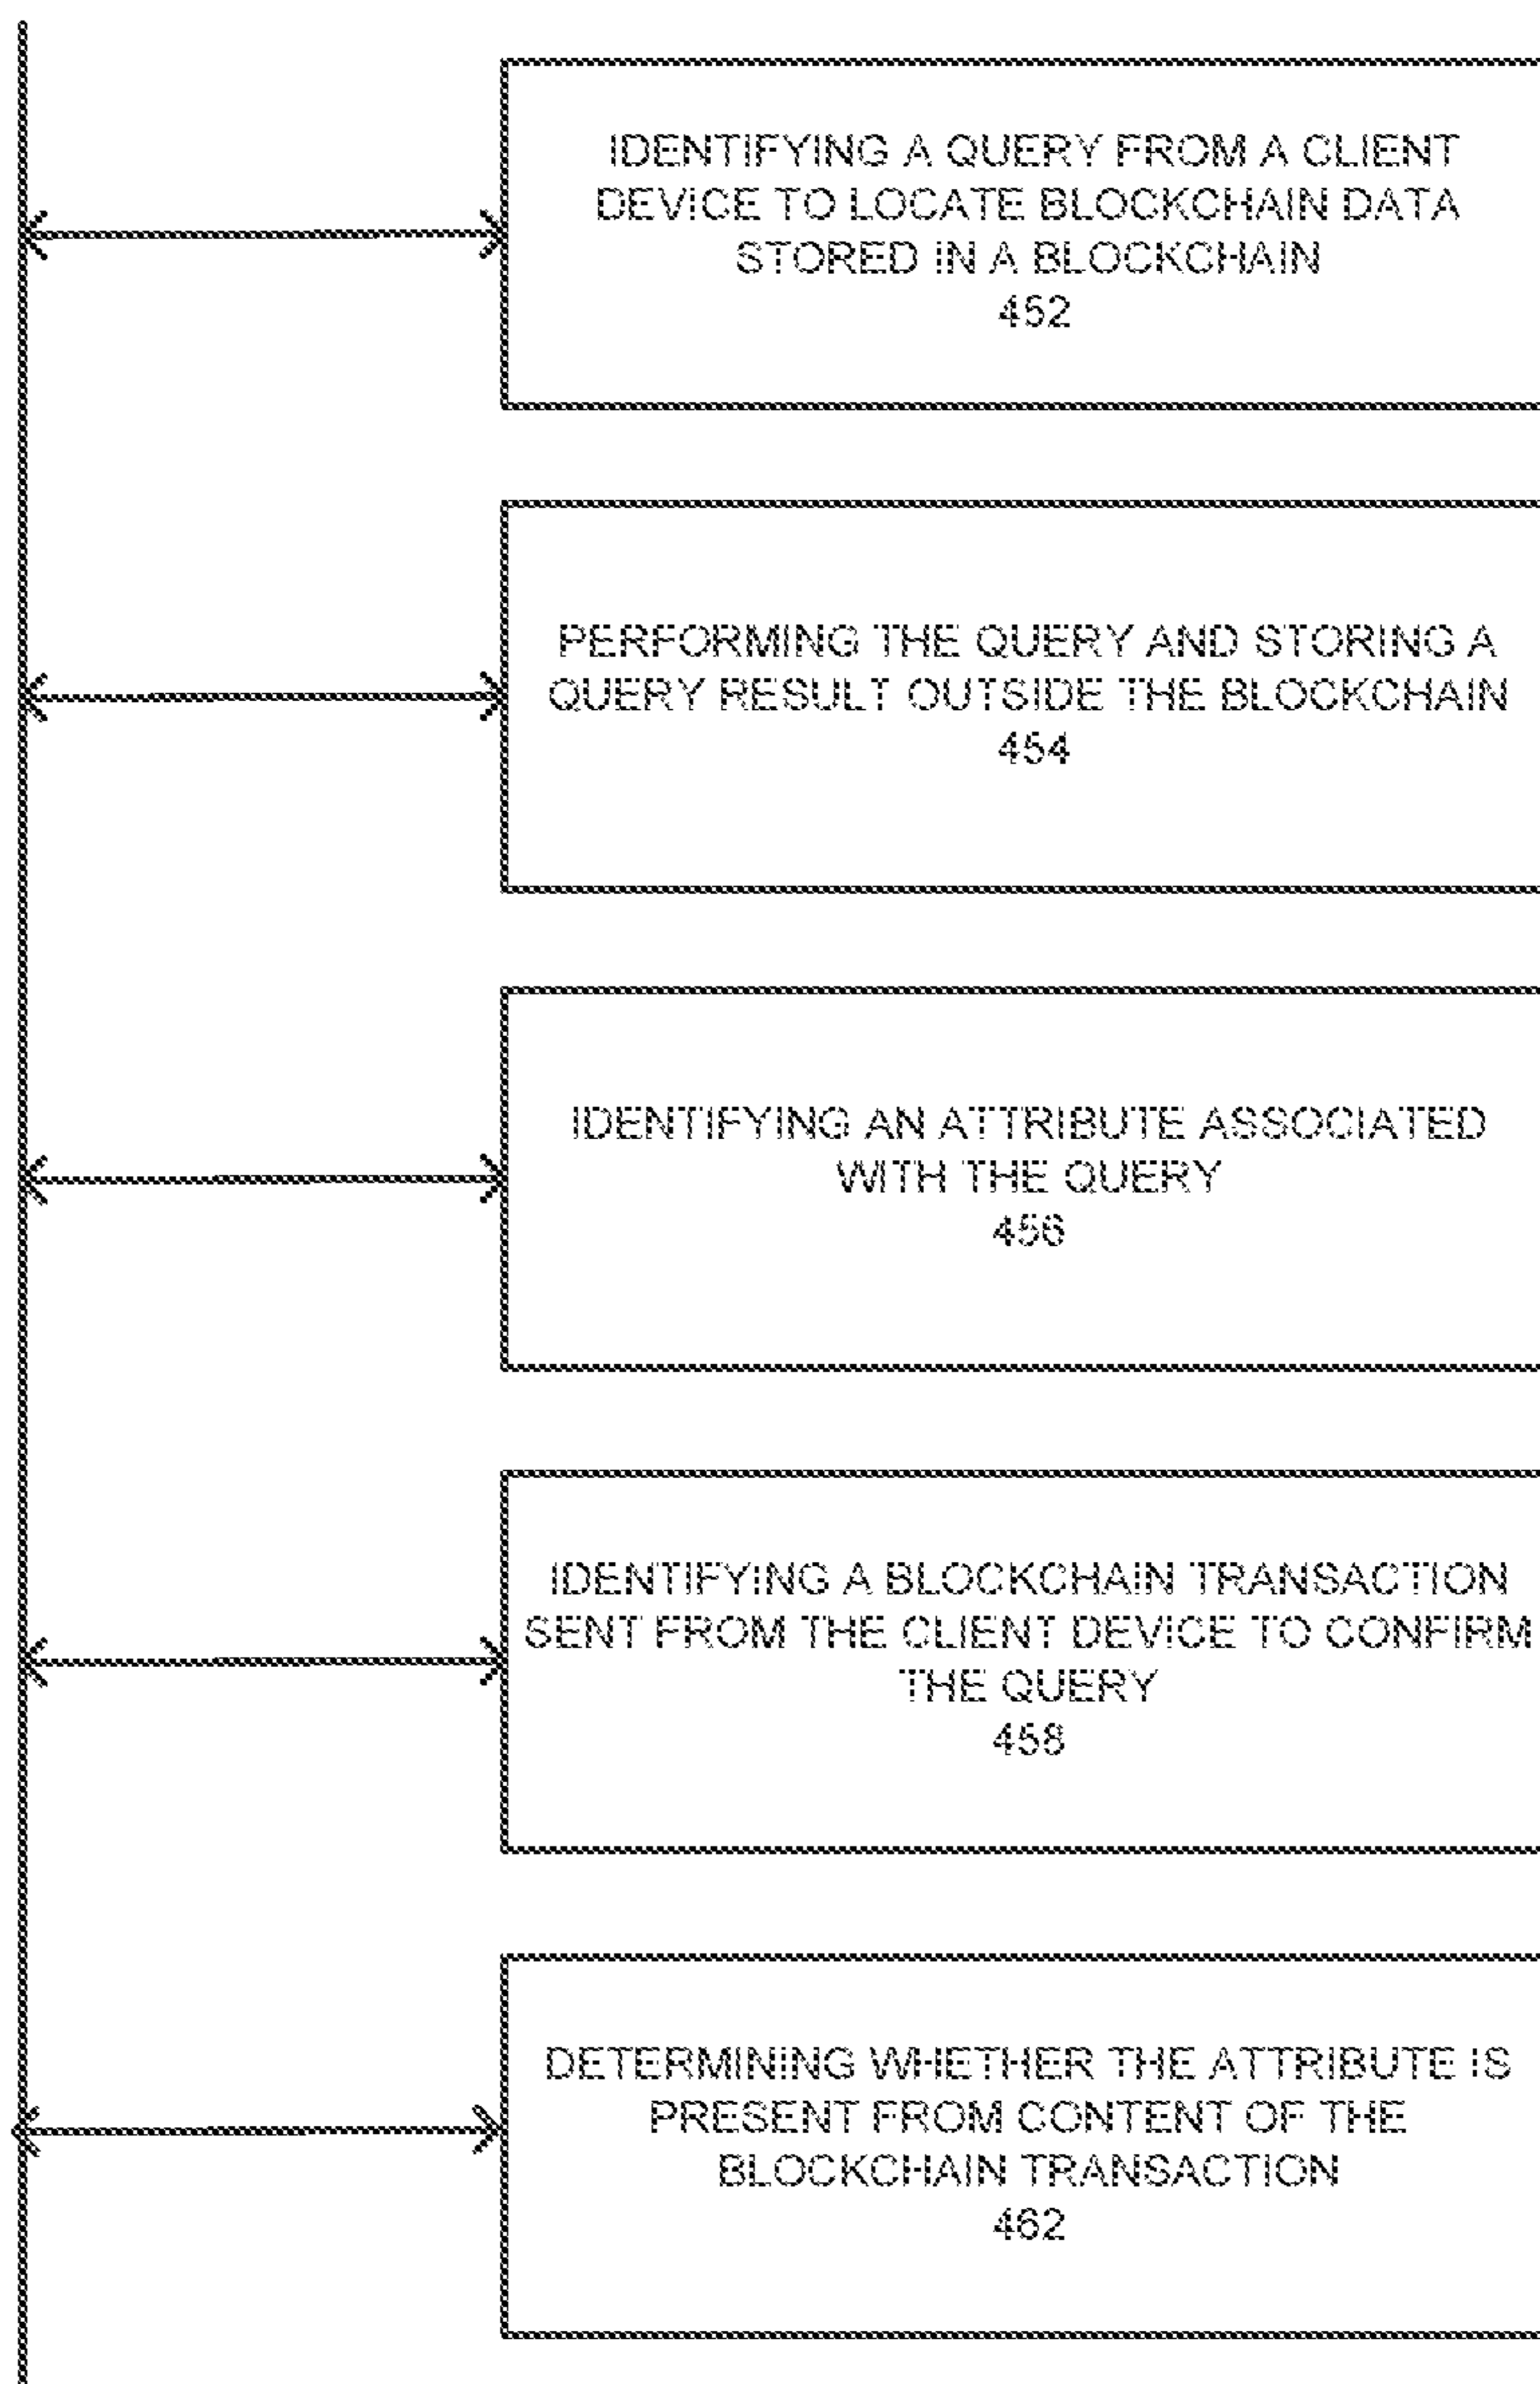 IDENTIFYING A QUERY FROM A CLIENT
DEVICE TO LOCATE BLOCKCHAIN DATA
STORED IN A BLOCKCHAIN
452
PERFORMING THE QUERY AND STORING A
QUERY RESULT OUTSIDE THE BLOCKCHAIN
454
IDENTIFYING AN ATTRIBUTE ASSOCIATED
WITH THE QUERY
456
IDENTIFYING A BLOCKCHAIN TRANSACTION
SENT FROM THE CLIENT DEVICE TO CONFIRM
THE QUERY
458
DETERMINING WHETHER THE ATTRIBUTE IS
PRESENT FROM CONTENT OF THE
BLOCKCHAIN TRANSACTION
462